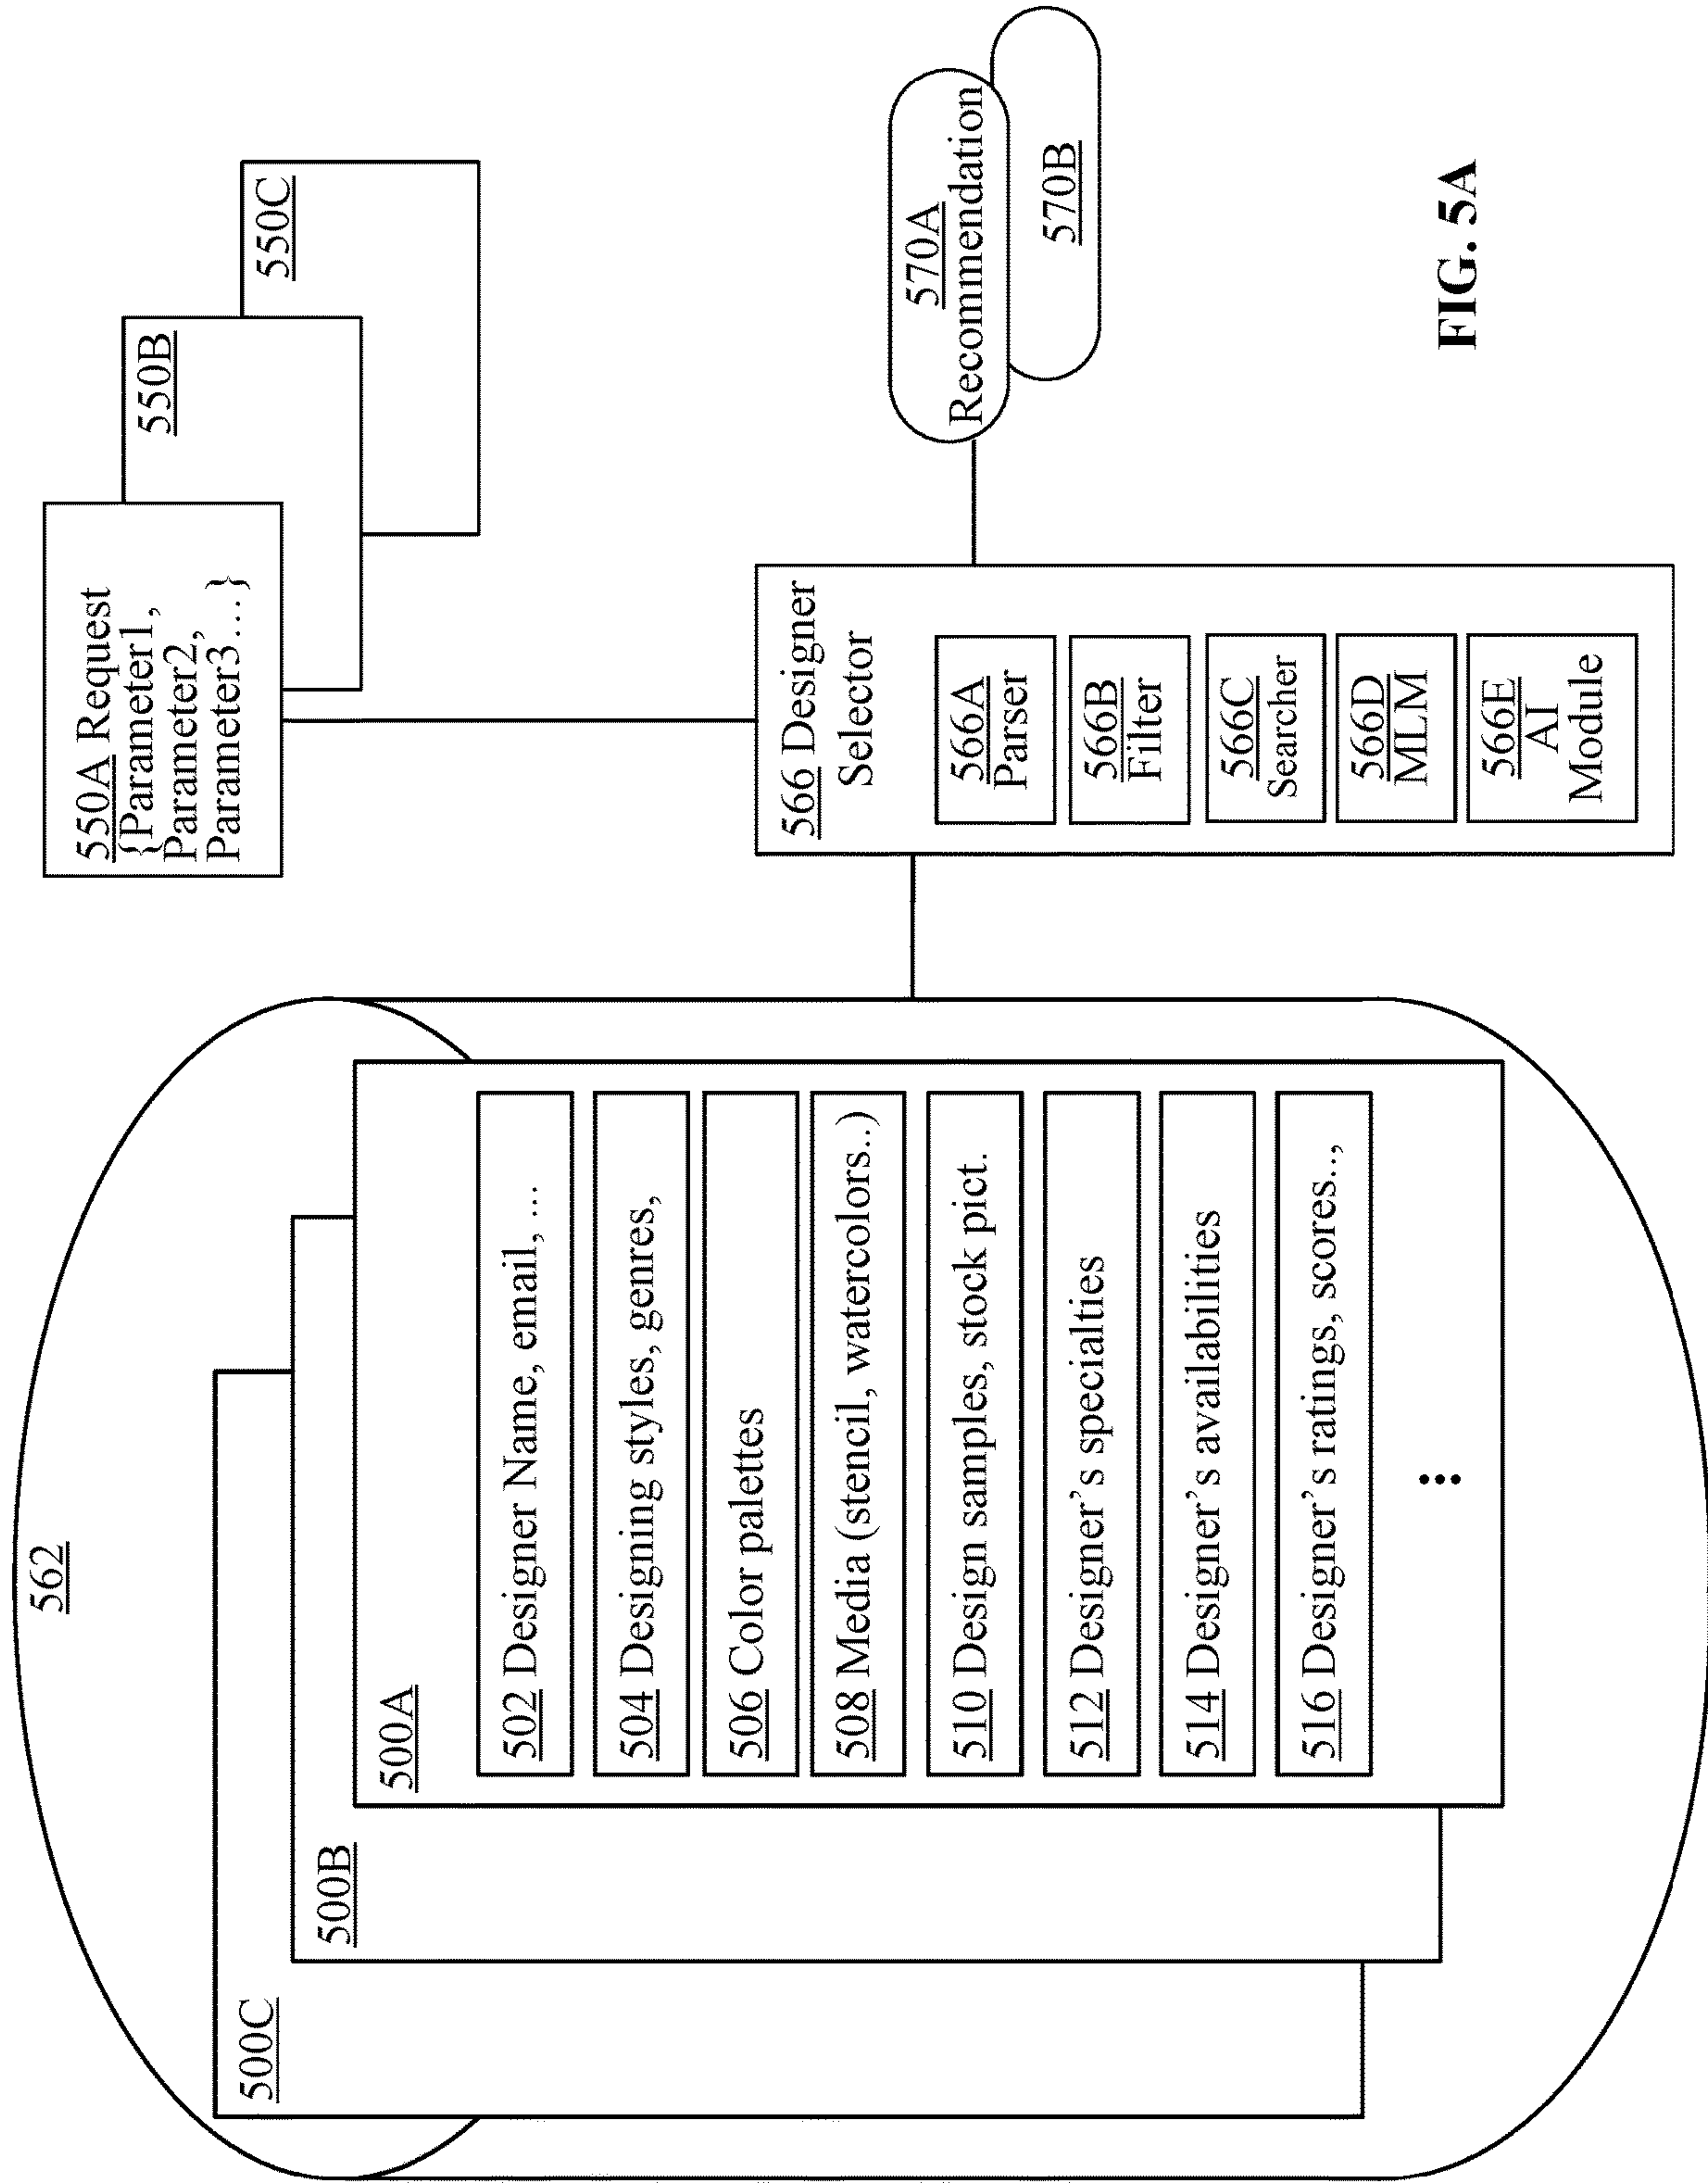 562
500C
500B
500A
502 Designer Name, email, ...
504 Designing styles, genres,
506 Color palettes
508 Media (stencil, watercolors..)
510 Design samples, stock pict.
512 Designer’s specialties
514 Designer’s availabilities
516 Designer’s ratings, scores..,
...
550A Request
{Parameter1,
Parameter2,
Parameter3....}
550B
550C
566 Designer
Selector
566A
Parser
566B
Filter
566C
Searcher
566D
MLM
566E
AI
Module
570A
Recommendation
570B
FIG. 5A